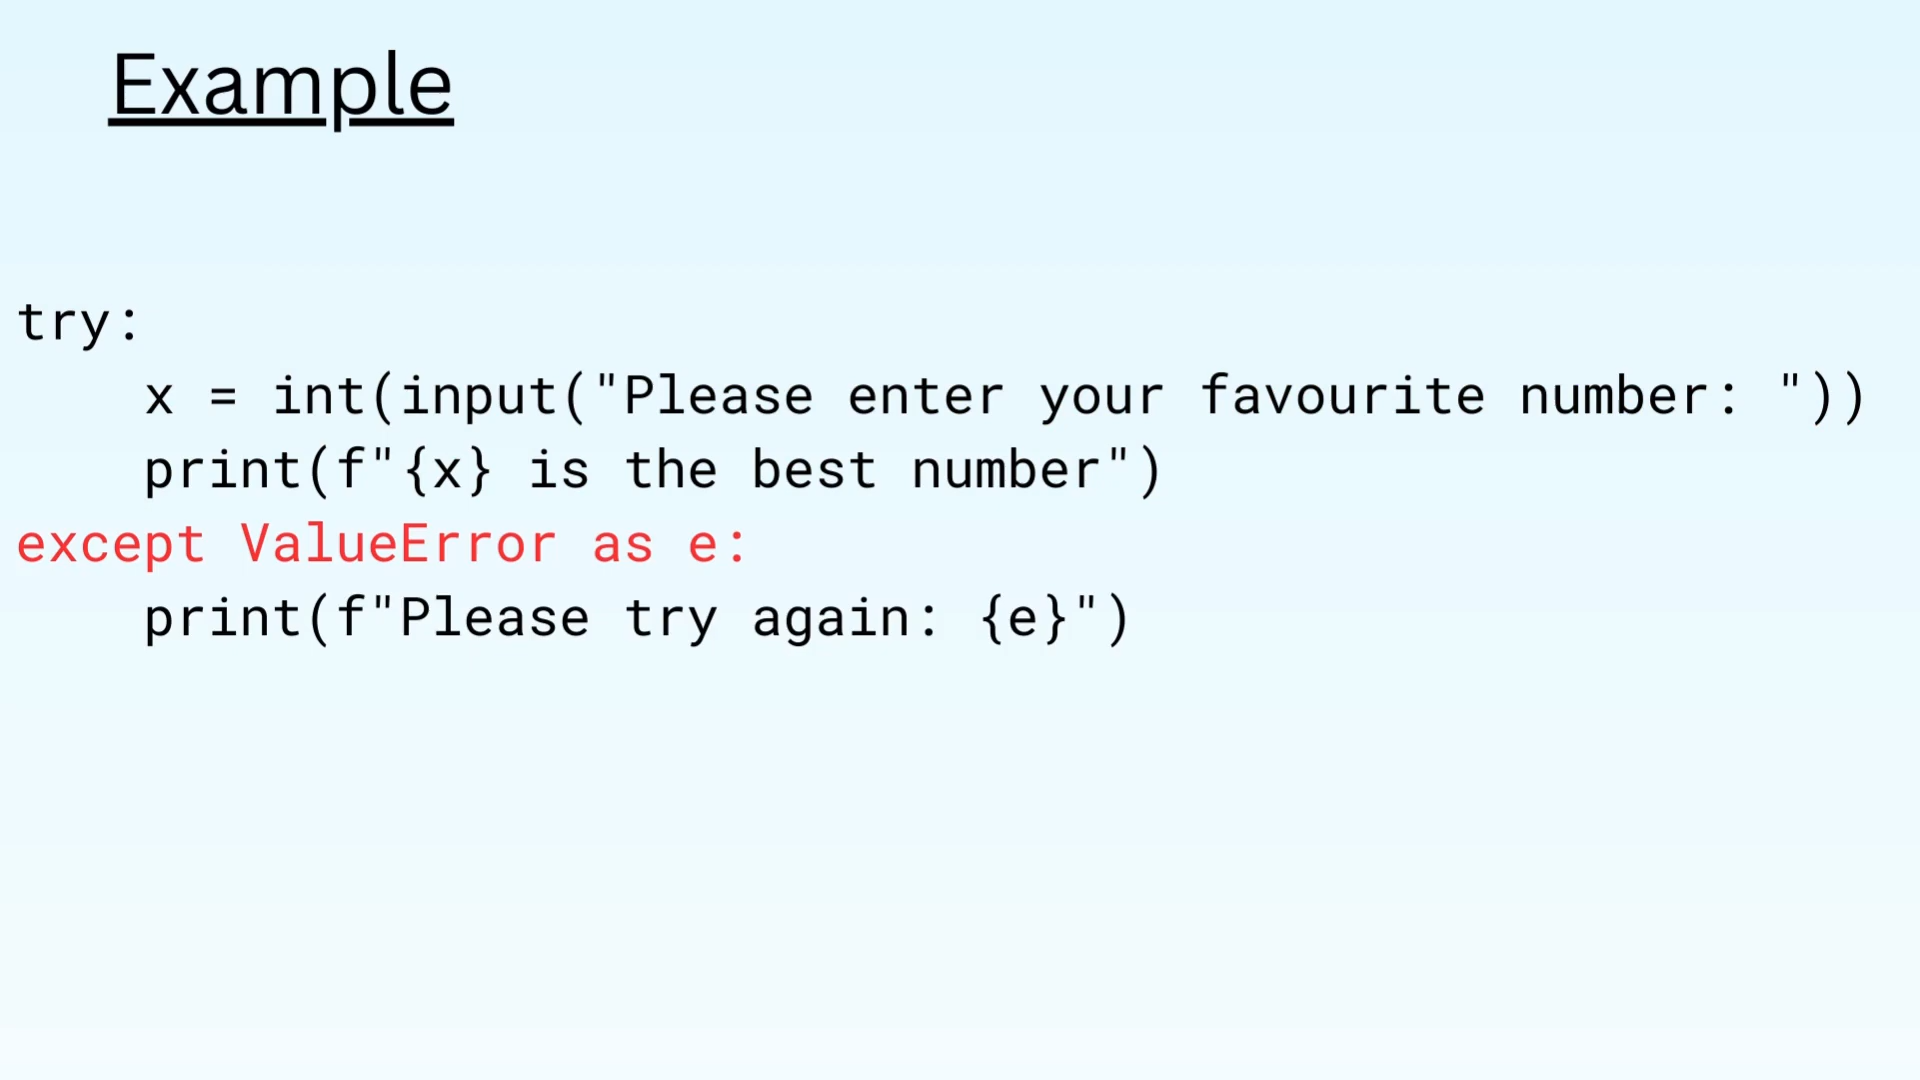 Example
try:
    x = int(input("Please enter your favourite number: "))
    print(f"{x} is the best number")
except ValueError as e:
    print(f"Please try again: {e}")